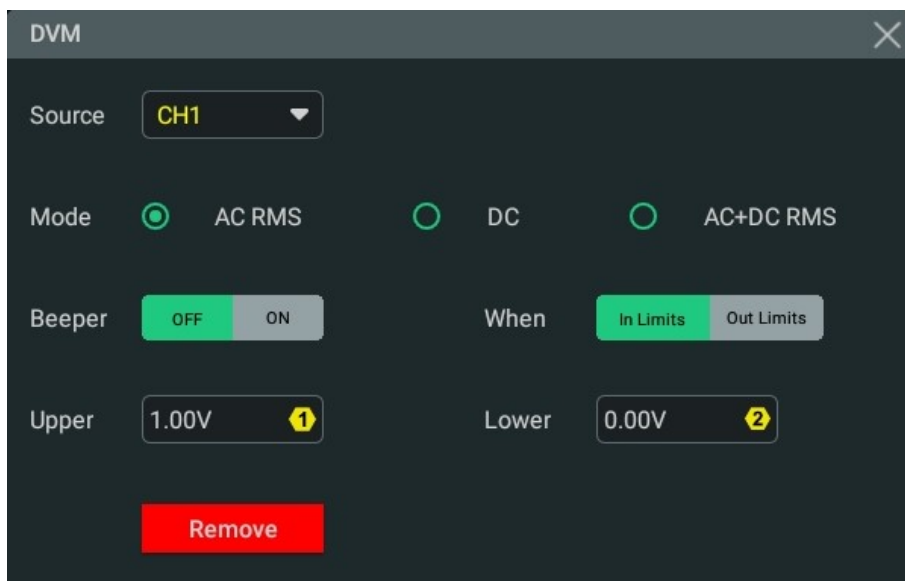 DVM
Source CH1
Mode AC RMS DC AC+DC RMS
Beeper OFF ON When In Limits Out Limits
Upper 1.00V 1 Lower 0.00V 2
Remove